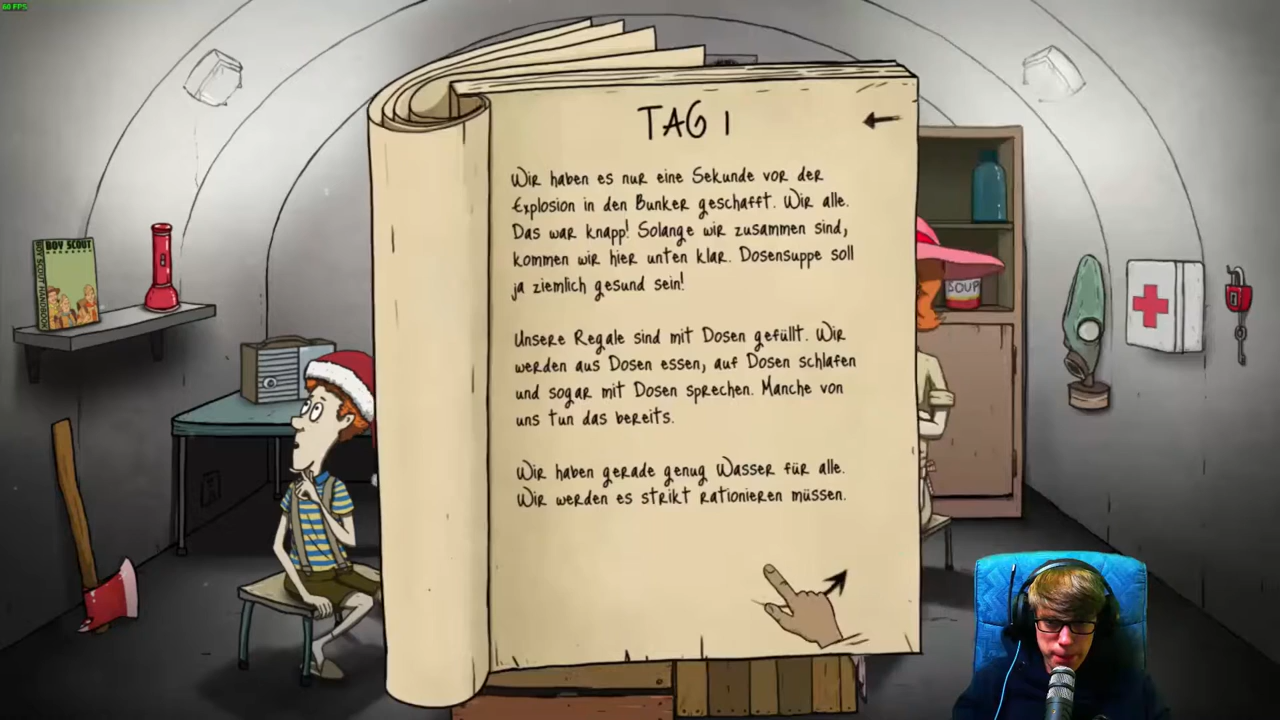 60 FPS
TAG 1
Wir haben es nur eine Sekunde vor der
Explosion in den Bunker geschafft. Wir alle.
Das war knapp! Solange wir zusammen sind,
kommen wir hier unten klar. Dosensuppe soll
ja ziemlich gesund sein!
Unsere Regale sind mit Dosen gefüllt. Wir
werden aus Dosen essen, auf Dosen schlafen
und sogar mit Dosen sprechen. Manche von
uns tun das bereits.
Wir haben gerade genug Wasser für alle.
Wir werden es strikt rationieren müssen.
BOY SCOUT
BOY SCOUT HANDBOOK
SOUP